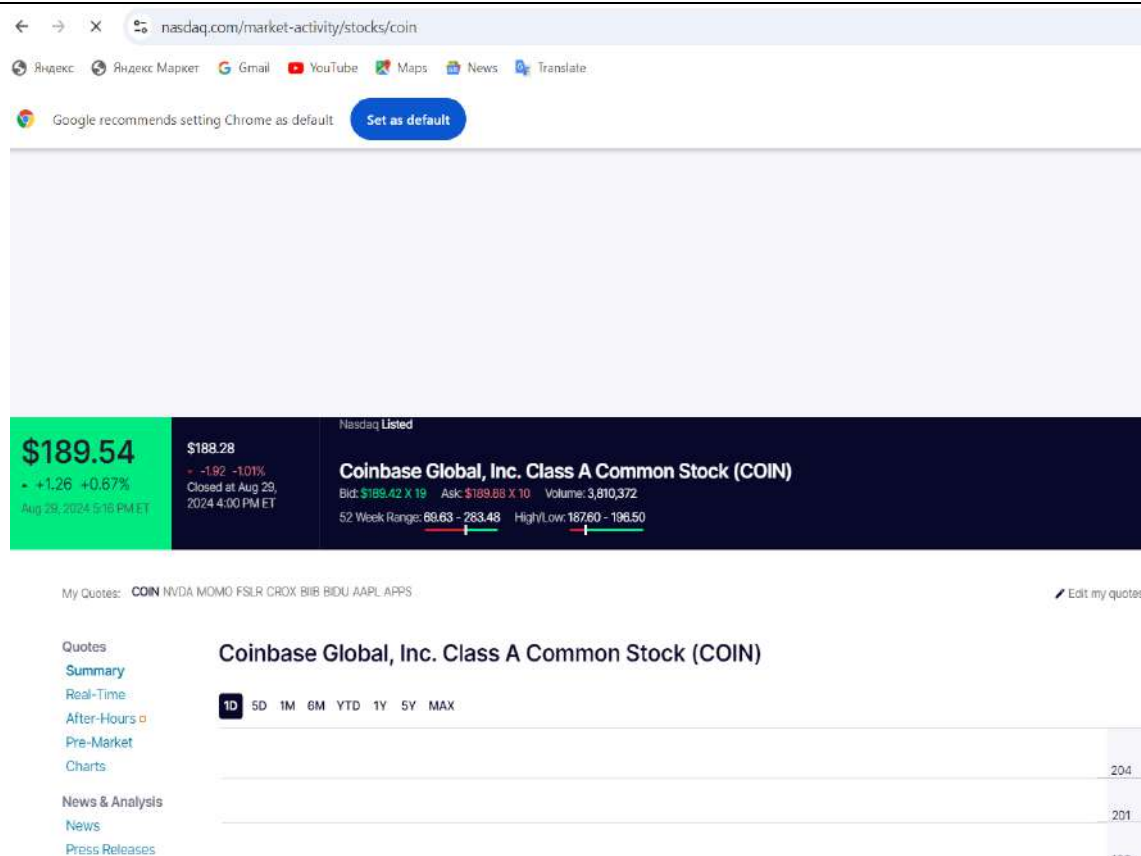 nasdaq.com/market-activity/stocks/coin
Яндекс Яндекс Маркет Gmail YouTube Maps News Translate
Google recommends setting Chrome as default Set as default
Nasdaq Listed
$189.54
+1.26 +0.67%
Aug 29, 2024 5:16 PM ET
$188.28
-1.92 -1.01%
Closed at Aug 29,
2024 4:00 PM ET
Coinbase Global, Inc. Class A Common Stock (COIN)
Bid: $189.42 X 19 Ask: $189.88 X 10 Volume: 3,810,372
52 Week Range: 69.63 - 283.48 High/Low: 187.60 - 196.50
My Quotes: COIN NVDA MOMO FSLR CROX BIIB BIDU AAPL APPS
Edit my quotes
Quotes
Summary
Real-Time
After-Hours
Pre-Market
Charts
News & Analysis
News
Press Releases
Coinbase Global, Inc. Class A Common Stock (COIN)
1D 5D 1M 6M YTD 1Y 5Y MAX
204
201